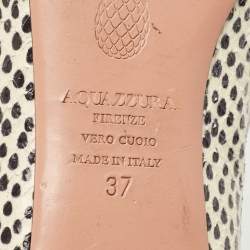 AQUAZZURA
FIRENZE
VERO CUOIO
MADE IN ITALY
37